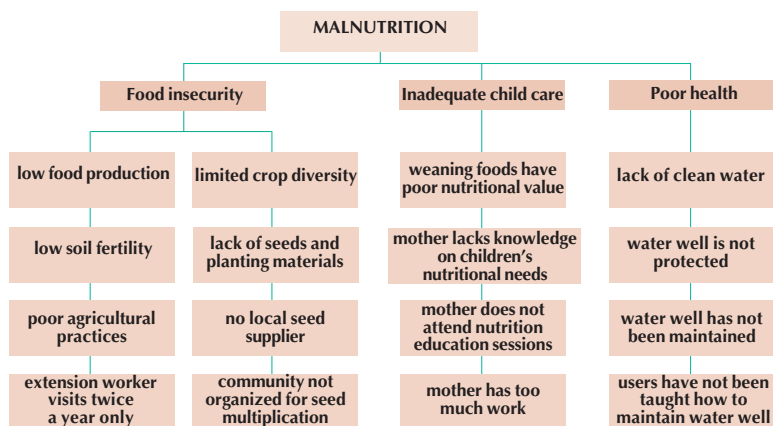 MALNUTRITION
Food insecurity
Inadequate child care
Poor health
low food production
limited crop diversity
weaning foods have
poor nutritional value
lack of clean water
low soil fertility
lack of seeds and
planting materials
mother lacks knowledge
on children's
nutritional needs
water well is not
protected
poor agricultural
practices
no local seed
supplier
mother does not
attend nutrition
education sessions
water well has not
been maintained
extension worker
visits twice
a year only
community not
organized for seed
multiplication
mother has too
much work
users have not been
taught how to
maintain water well